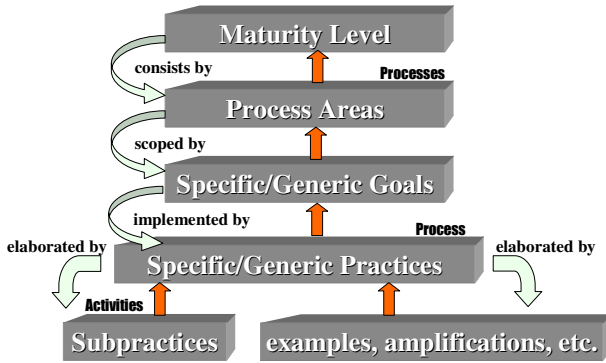 Maturity Level
consists by
Processes
Process Areas
scoped by
Specific/Generic Goals
implemented by
Process
elaborated by
elaborated by
Specific/Generic Practices
Activities
Subpractices
examples, amplifications, etc.